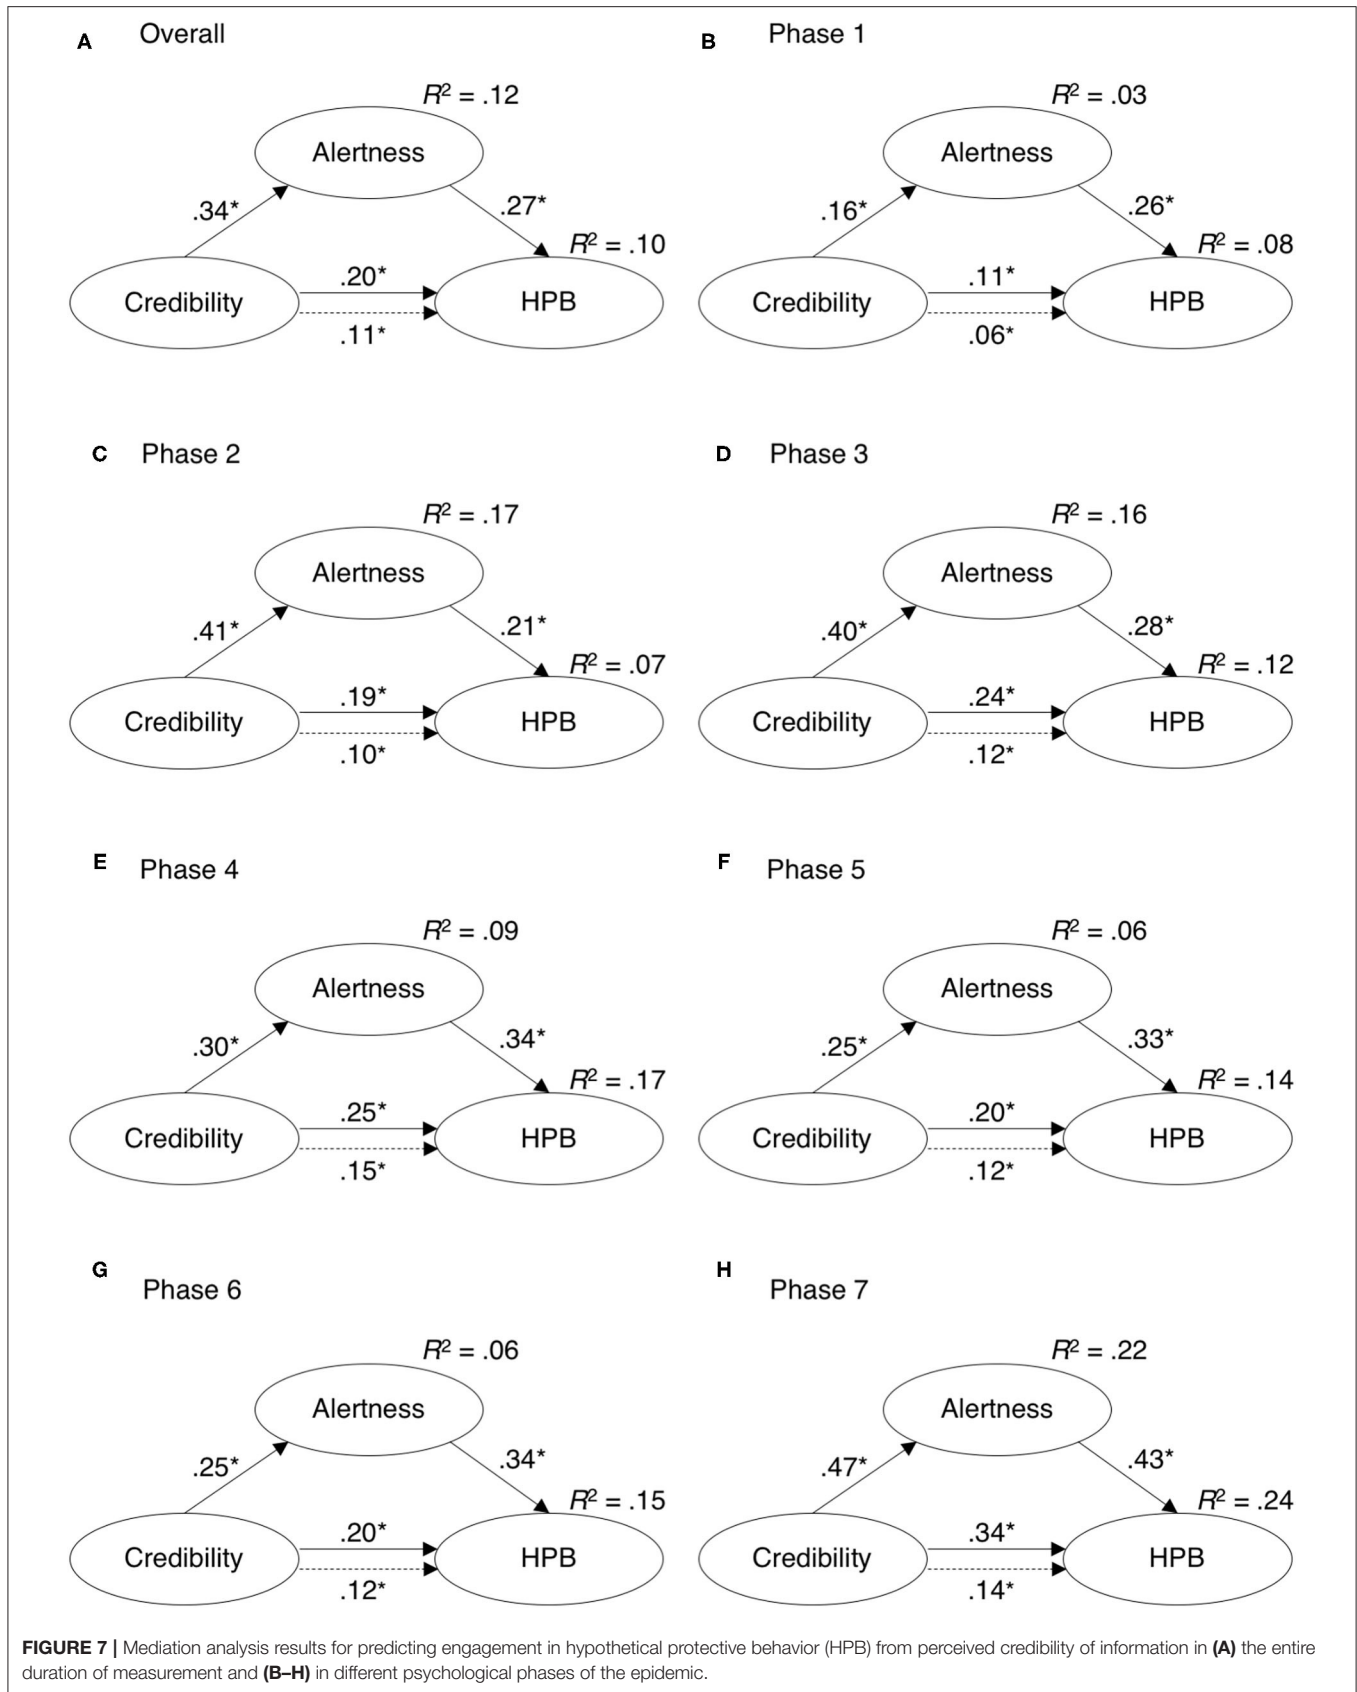 A Overall
R² = .12
Alertness
.34* .27*
R² = .10
Credibility .20* HPB
.11*
B Phase 1
R² = .03
Alertness
.16* .26*
R² = .08
Credibility .11* HPB
.06*
C Phase 2
R² = .17
Alertness
.41* .21*
R² = .07
Credibility .19* HPB
.10*
D Phase 3
R² = .16
Alertness
.40* .28*
R² = .12
Credibility .24* HPB
.12*
E Phase 4
R² = .09
Alertness
.30* .34*
R² = .17
Credibility .25* HPB
.15*
F Phase 5
R² = .06
Alertness
.25* .33*
R² = .14
Credibility .20* HPB
.12*
G Phase 6
R² = .06
Alertness
.25* .34*
R² = .15
Credibility .20* HPB
.12*
H Phase 7
R² = .22
Alertness
.47* .43*
R² = .24
Credibility .34* HPB
.14*
FIGURE 7 | Mediation analysis results for predicting engagement in hypothetical protective behavior (HPB) from perceived credibility of information in (A) the entire
duration of measurement and (B–H) in different psychological phases of the epidemic.